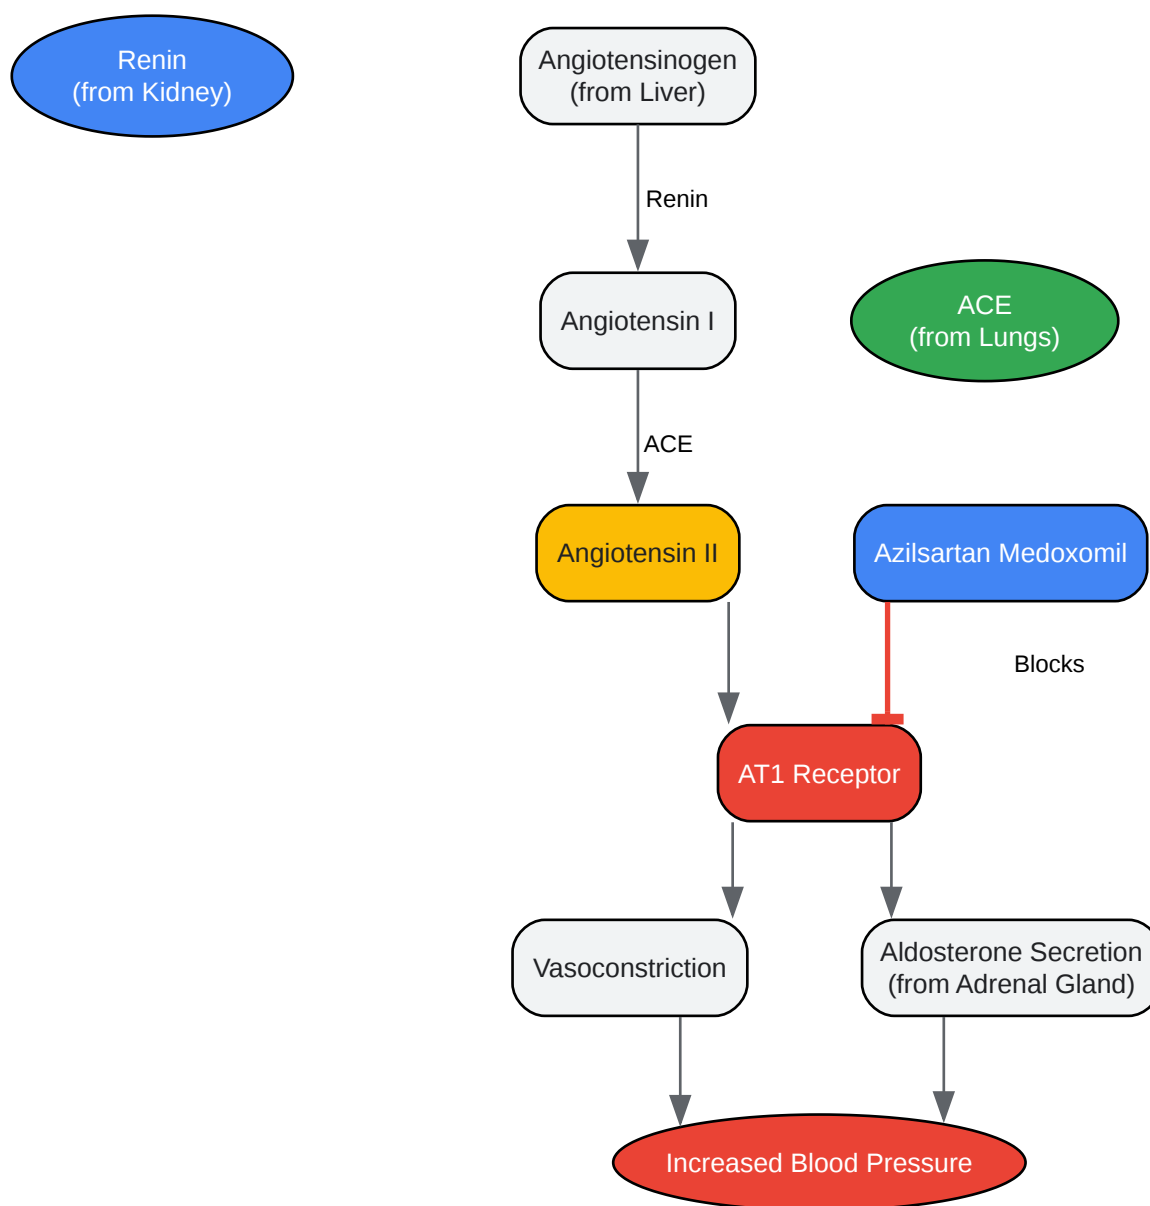 Renin
(from Kidney)
Angiotensinogen
(from Liver)
Renin
Angiotensin I
ACE
(from Lungs)
ACE
Angiotensin II
Azilsartan Medoxomil
Blocks
AT1 Receptor
Vasoconstriction
Aldosterone Secretion
(from Adrenal Gland)
Increased Blood Pressure